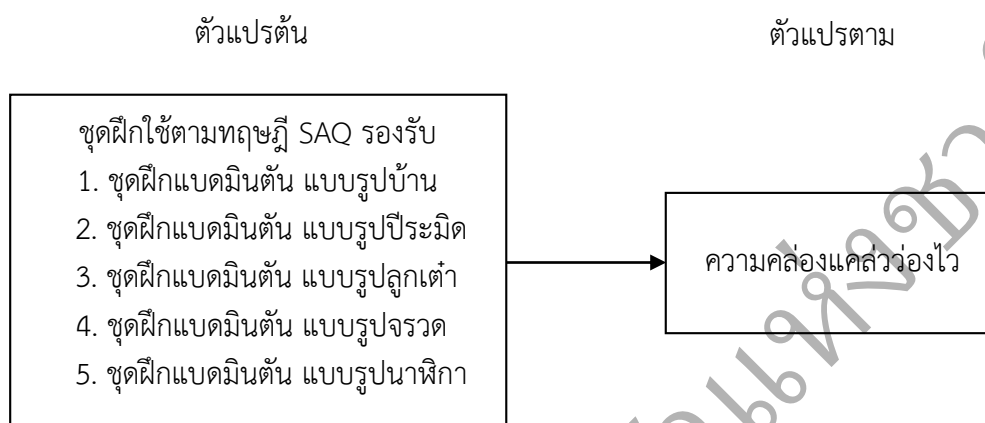 ตัวแปรต้น
ตัวแปรตาม
ชุดฝึกใช้ตามทฤษฎี SAQ รองรับ
1. ชุดฝึกแบดมินตัน แบบรูปบ้าน
2. ชุดฝึกแบดมินตัน แบบรูปปีระมิด
3. ชุดฝึกแบดมินตัน แบบรูปลูกเต๋า
4. ชุดฝึกแบดมินตัน แบบรูปจรวด
5. ชุดฝึกแบดมินตัน แบบรูปนาฬิกา
ความคล่องแคล่วว่องไว